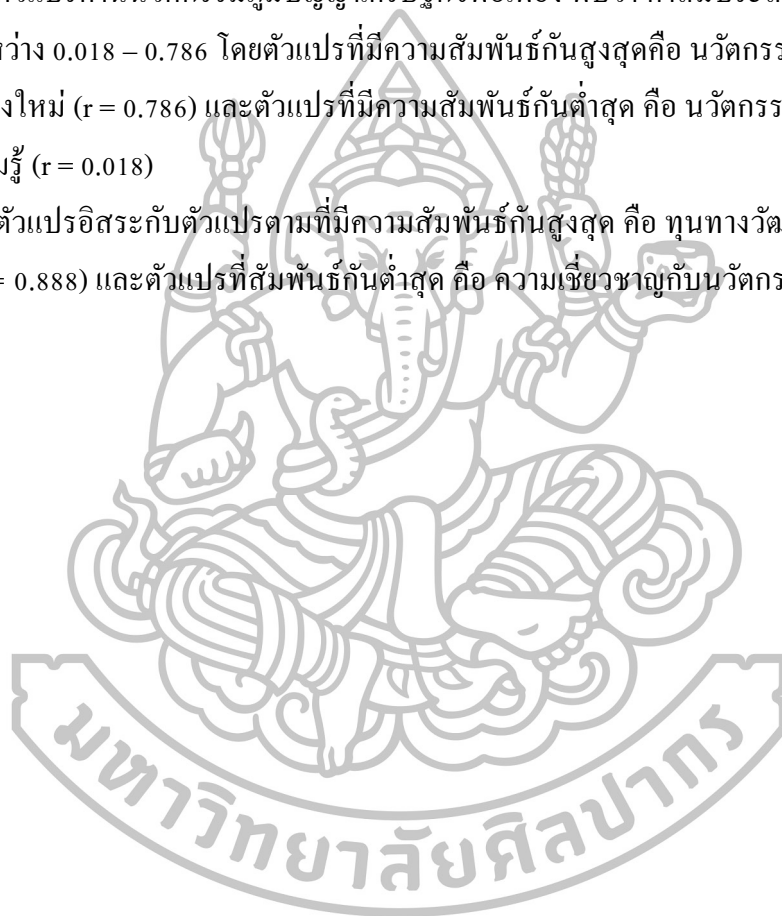 หว่าง 0.018 – 0.786 โดยตัวแปรที่มีความสัมพันธ์กันสูงสุดคือ นวัตกรร
งใหม่ (r = 0.786) และตัวแปรที่มีความสัมพันธ์กันต่ำสุด คือ นวัตกรร
มรู้ (r = 0.018)
ตัวแปรอิสระกับตัวแปรตามที่มีความสัมพันธ์กันสูงสุด คือ ทุนทางวัฒ
= 0.888) และตัวแปรที่สัมพันธ์กันต่ำสุด คือ ความเชี่ยวชาญกับนวัตกร
มหาวิทยาลัยศิลปากร